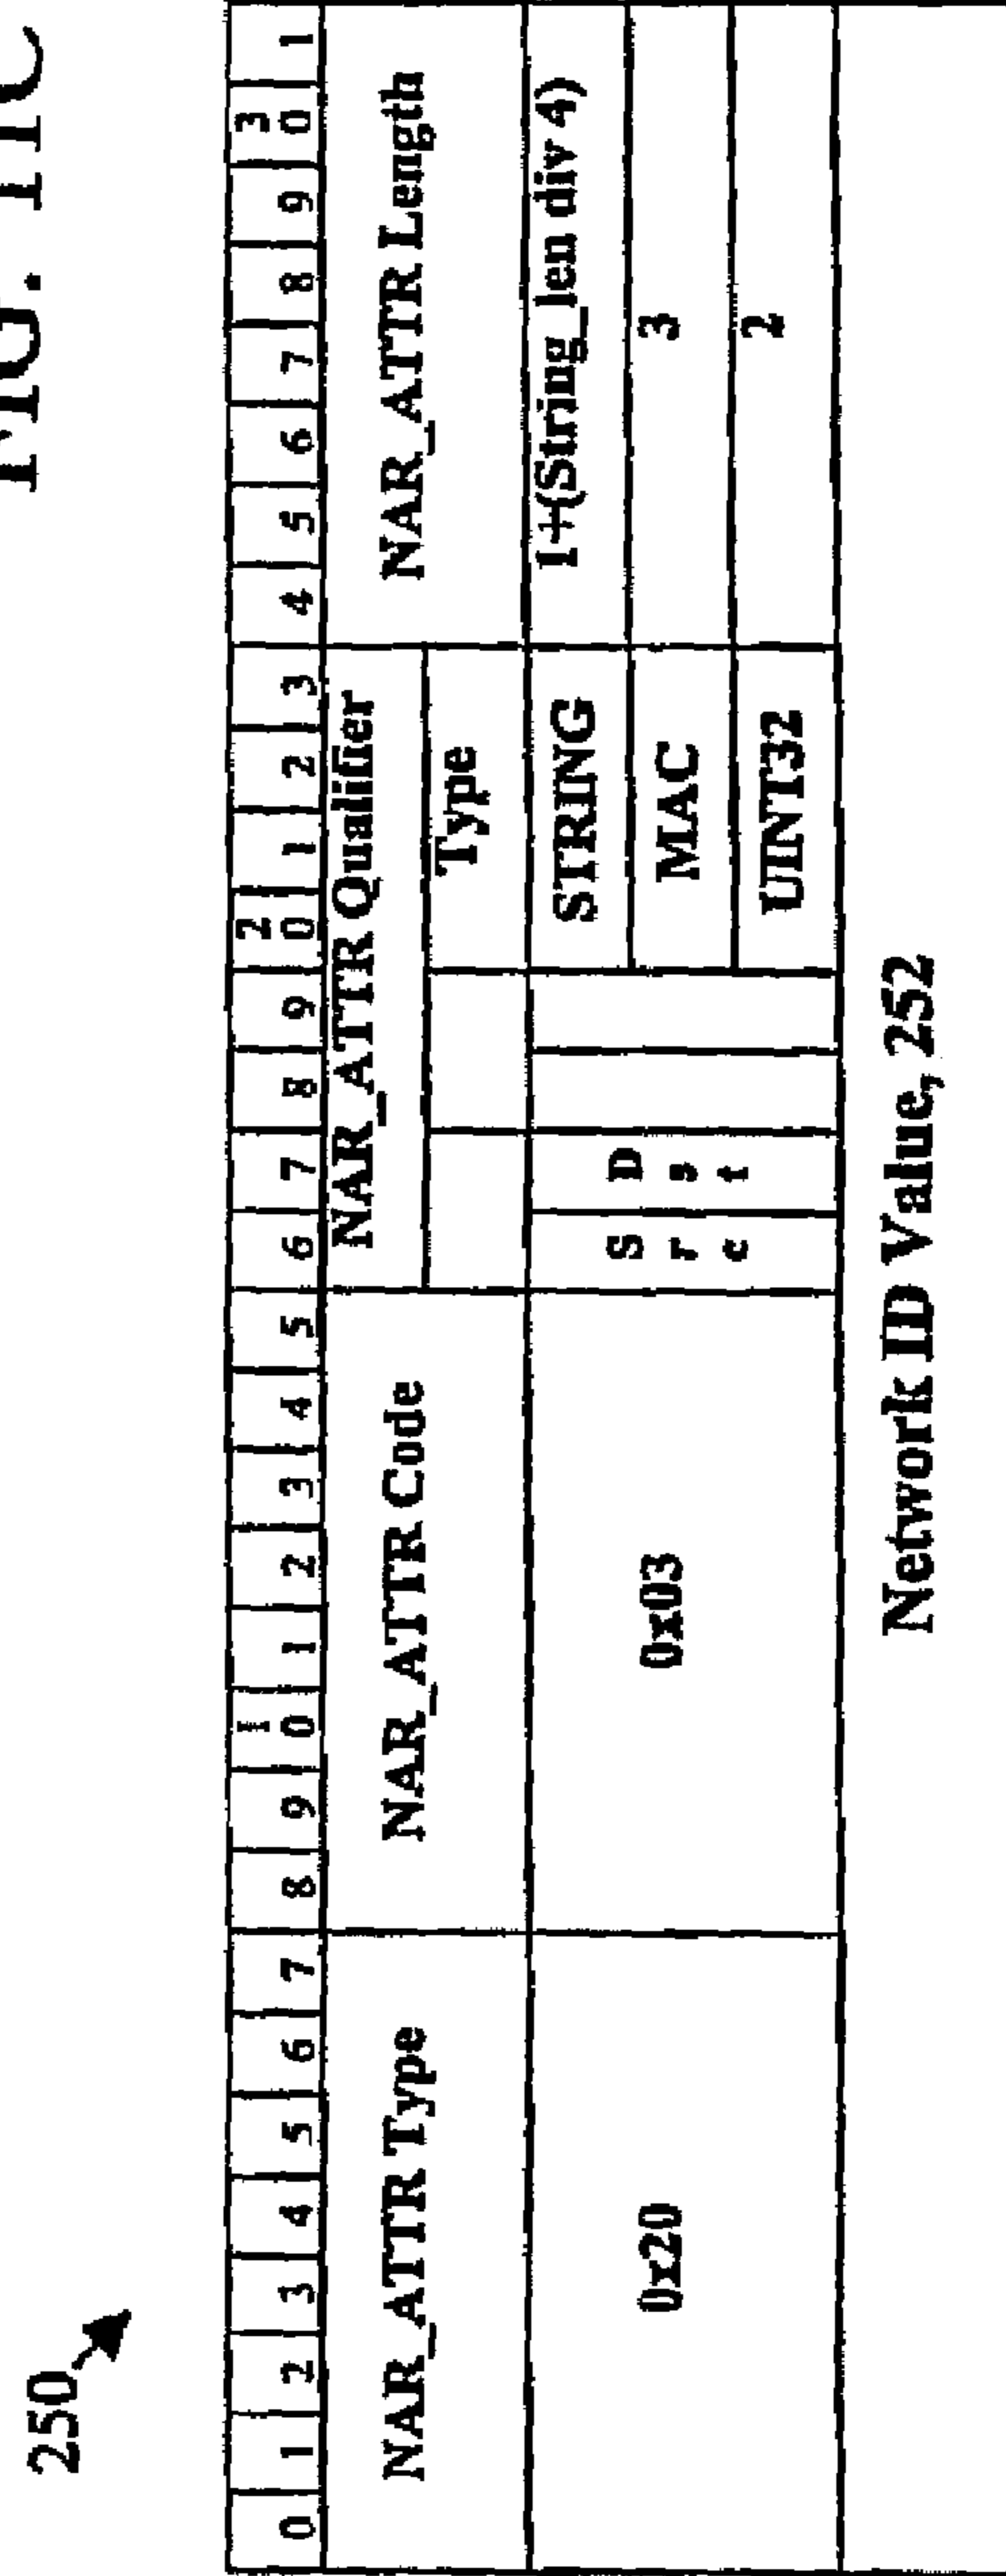 250
0 1 2 3 4 5 6 7 8 9 1 0 1 2 3 4 5 6 7 8 9 2 0 1 2 3 4 5 6 7 8 9 3 0 1
NAR_ATTR Type NAR_ATTR Code NAR_ATTR Qualifier NAR_ATTR Length
Type
0x20 0x03 Src Dst STRING 1+(String_len div 4)
MAC 3
UINT32 2
Network ID Value, 252